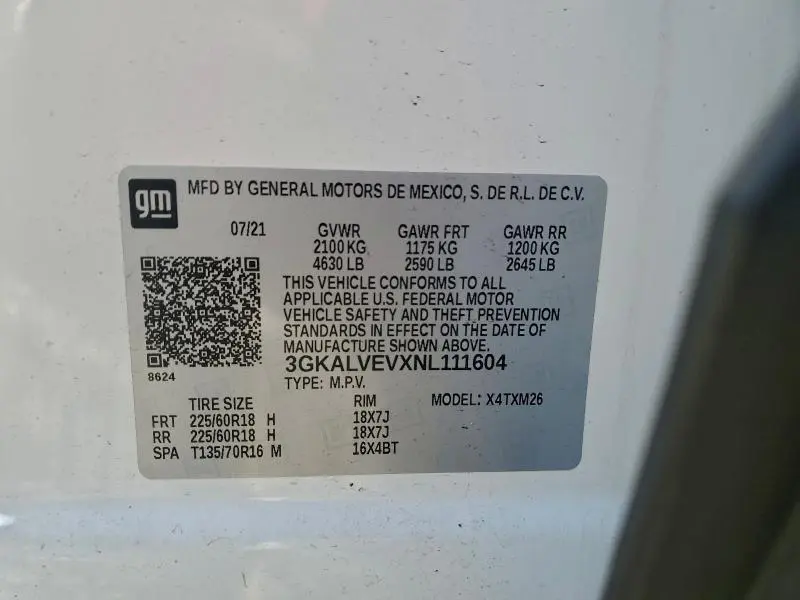 gm MFD BY GENERAL MOTORS DE MEXICO, S. DE R.L. DE C.V.
07/21 GVWR GAWR FRT GAWR RR
2100 KG 1175 KG 1200 KG
4630 LB 2590 LB 2645 LB
THIS VEHICLE CONFORMS TO ALL
APPLICABLE U.S. FEDERAL MOTOR
VEHICLE SAFETY AND THEFT PREVENTION
STANDARDS IN EFFECT ON THE DATE OF
MANUFACTURE SHOWN ABOVE.
3GKALVEVXNL111604
8624
TYPE: M.P.V.
TIRE SIZE RIM MODEL: X4TXM26
FRT 225/60R18 H 18X7J
RR 225/60R18 H 18X7J
SPA T135/70R16 M 16X4BT